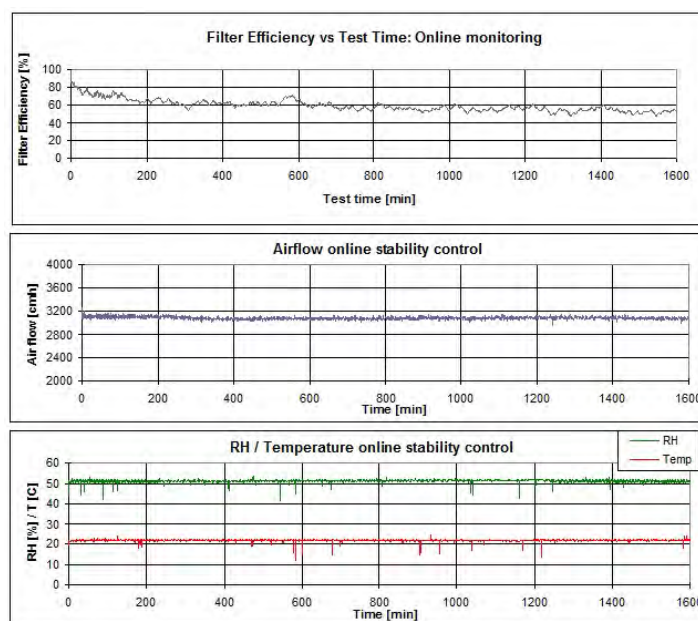 Filter Efficiency vs Test Time: Online monitoring
Filter Efficiency [%]
100
80
60
40
20
0
0 200 400 600 800 1000 1200 1400 1600
Test time [min]
Airflow online stability control
Air flow [cmh]
4000
3600
3200
2800
2400
2000
0 200 400 600 800 1000 1200 1400 1600
Time [min]
RH / Temperature online stability control
RH
Temp
RH [%] / T [C]
60
50
40
30
20
10
0
0 200 400 600 800 1000 1200 1400 1600
Time [min]